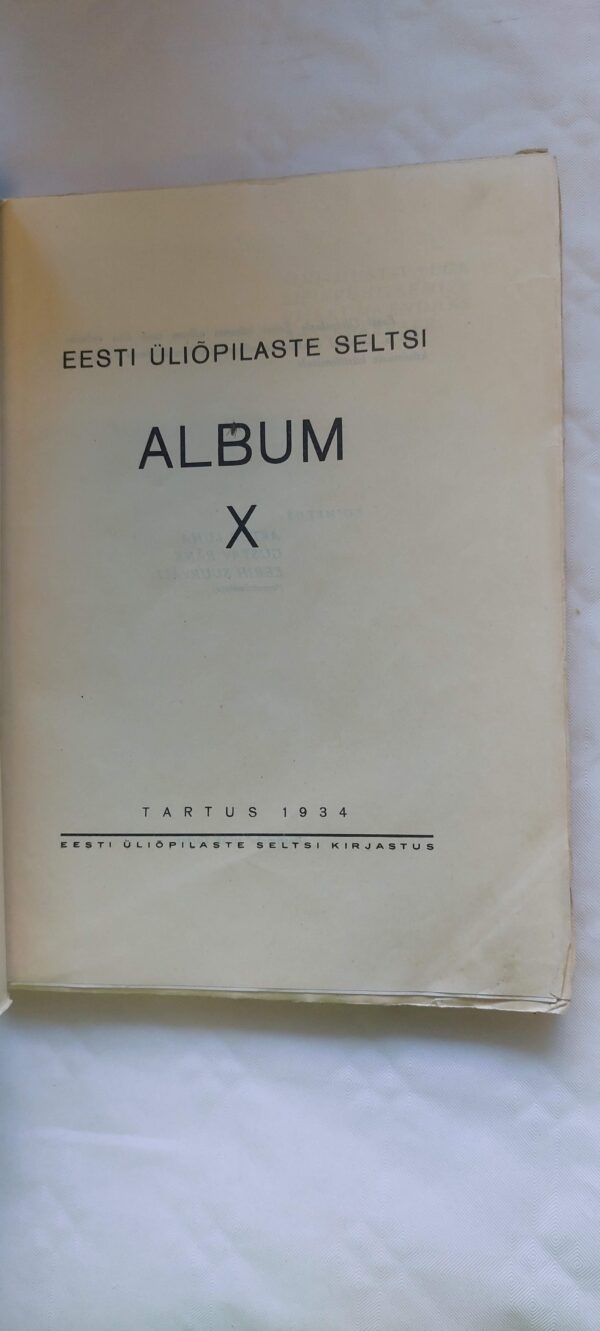 EESTI ÜLIÕPILASTE SELTSI
ALBUM
X
TARTUS 1934
EESTI ÜLIÕPILASTE SELTSI KIRJASTUS